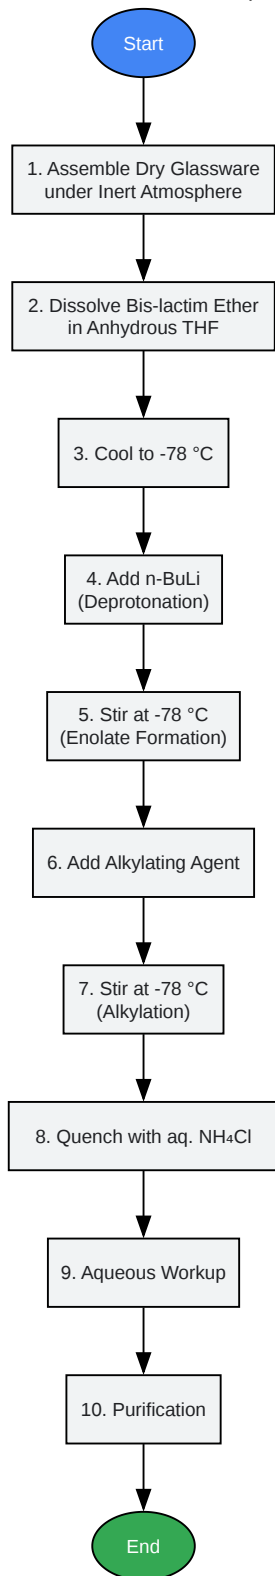 Start
1. Assemble Dry Glassware
under Inert Atmosphere
2. Dissolve Bis-lactim Ether
in Anhydrous THF
3. Cool to -78 °C
4. Add n-BuLi
(Deprotonation)
5. Stir at -78 °C
(Enolate Formation)
6. Add Alkylating Agent
7. Stir at -78 °C
(Alkylation)
8. Quench with aq. NH₄Cl
9. Aqueous Workup
10. Purification
End